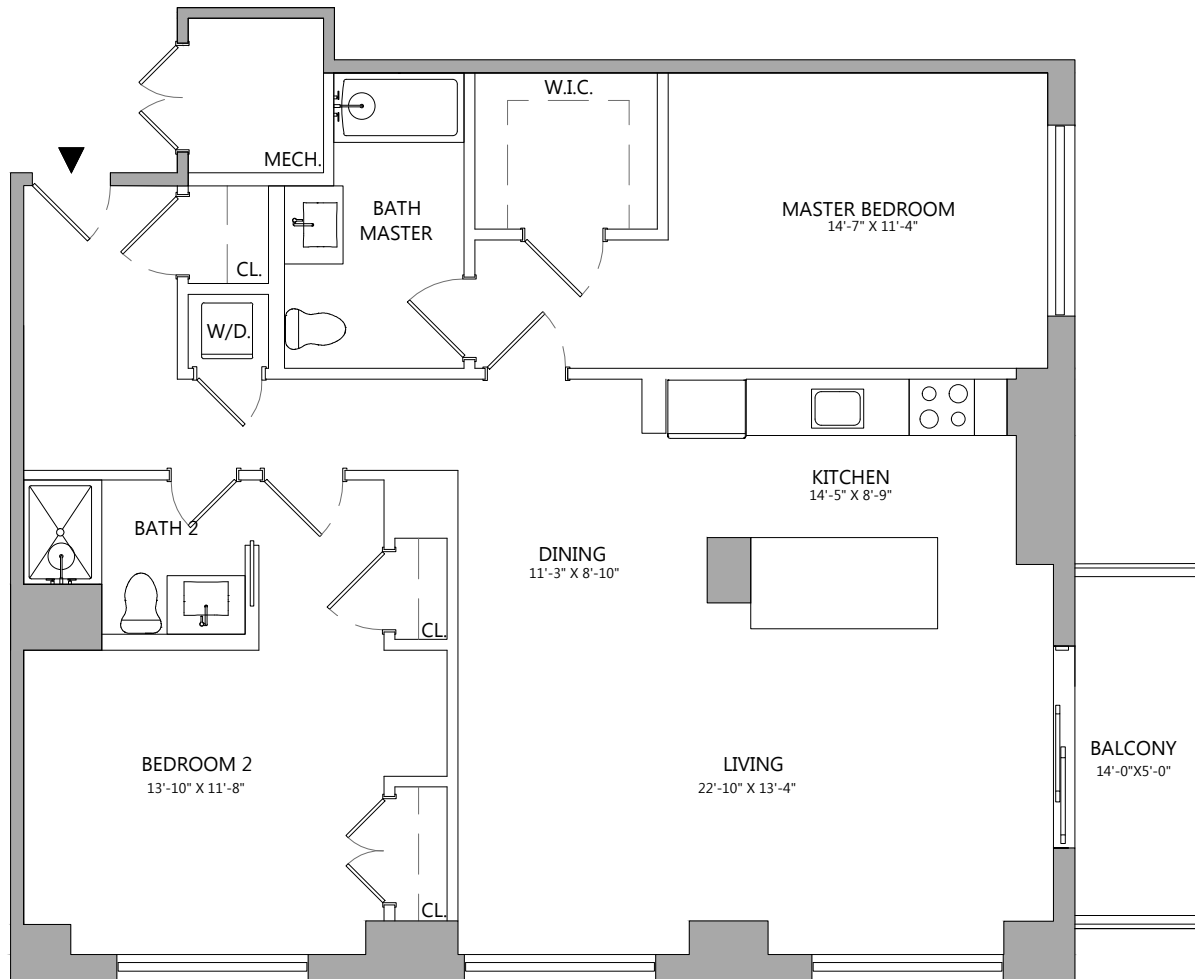 W.I.C.
MECH.
BATH
MASTER
MASTER BEDROOM
14'-7" X 11'-4"
CL.
W/D.
KITCHEN
14'-5" X 8'-9"
BATH 2
DINING
11'-3" X 8'-10"
CL.
BEDROOM 2
13'-10" X 11'-8"
LIVING
22'-10" X 13'-4"
BALCONY
14'-0"X5'-0"
CL.